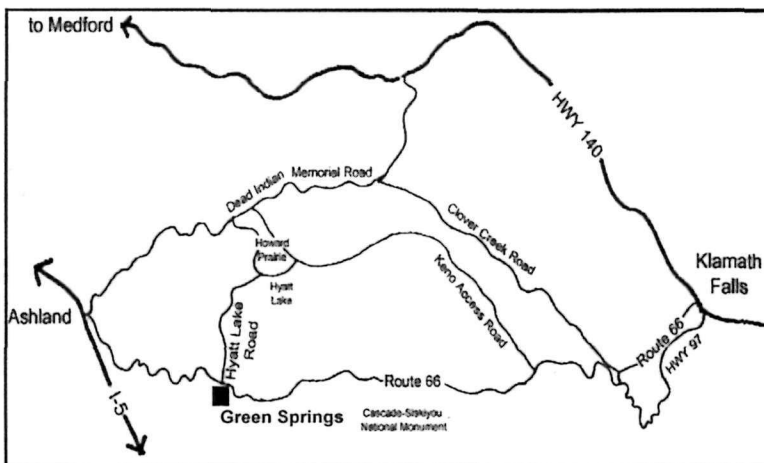 to Medford
HWY 140
Dead Indian Memorial Road
Clover Creek Road
Howard
Prairie
Hyatt
Lake
Keno Access Road
Klamath
Falls
Ashland
Hyatt Lake
Road
Route 66
HWY 97
Route 66
I-5
Green Springs
Cascade-Siskiyou
National Monument